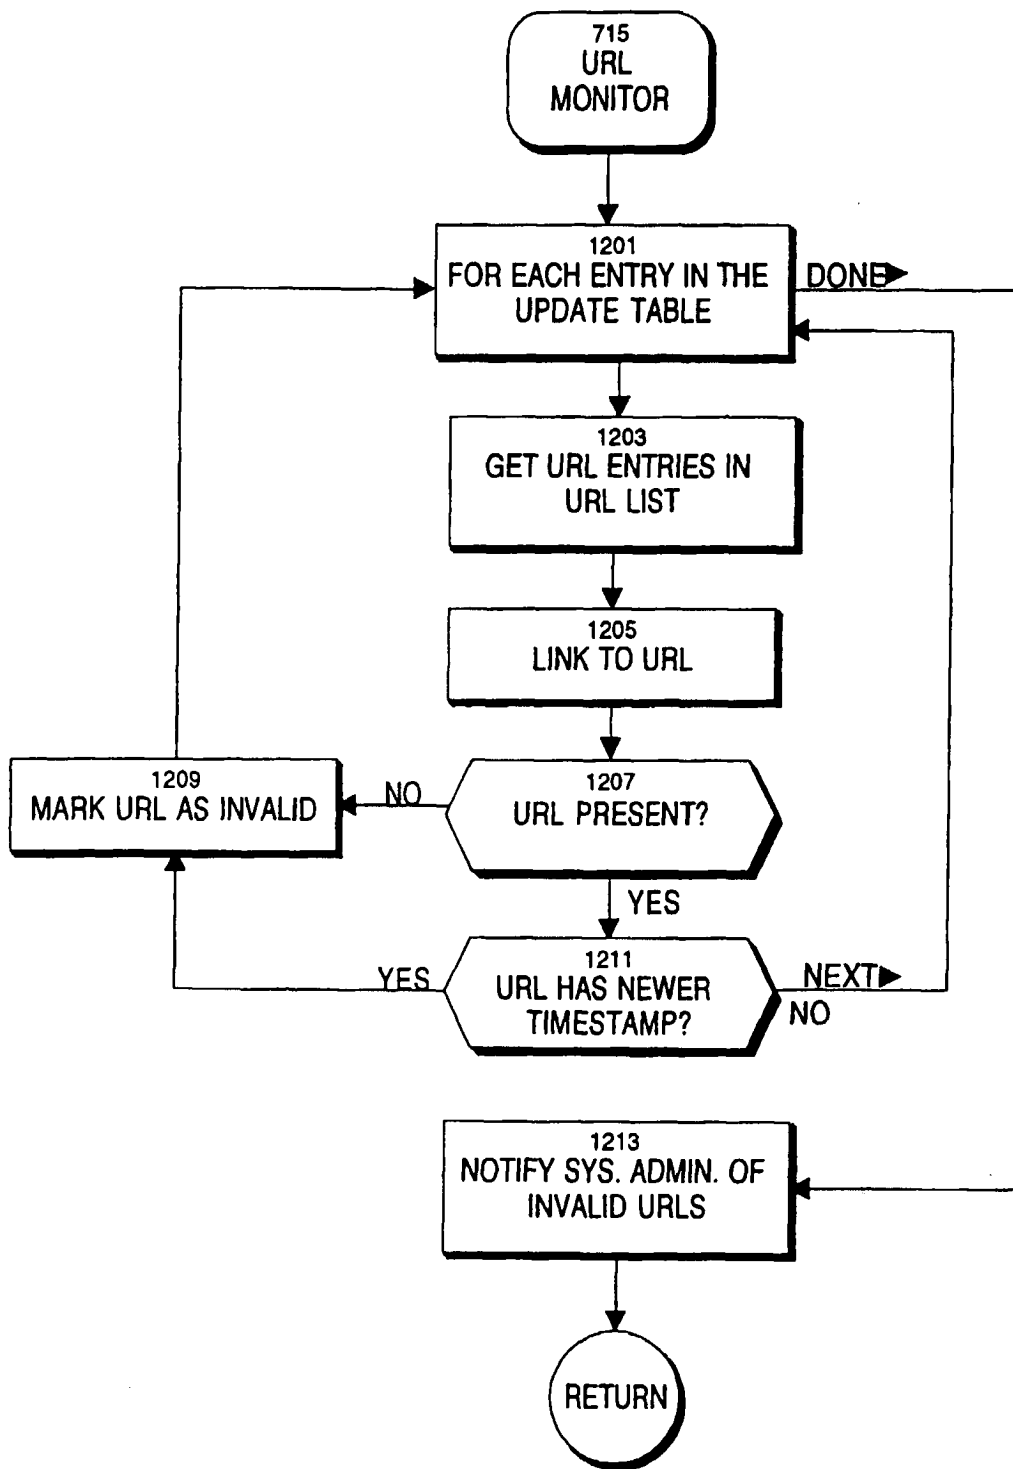 715
URL
MONITOR
1201
FOR EACH ENTRY IN THE
UPDATE TABLE
DONE
1203
GET URL ENTRIES IN
URL LIST
1205
LINK TO URL
1207
URL PRESENT?
NO
1209
MARK URL AS INVALID
YES
1211
URL HAS NEWER
TIMESTAMP?
YES
NEXT
NO
1213
NOTIFY SYS. ADMIN. OF
INVALID URLS
RETURN